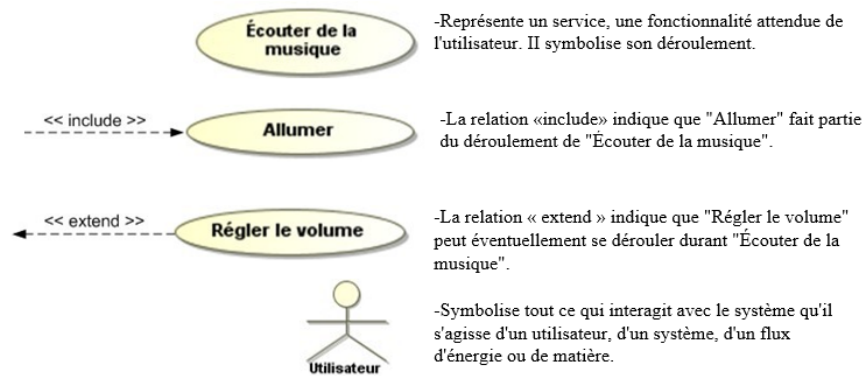 Écouter de la
musique
-Représente un service, une fonctionnalité attendue de
l'utilisateur. II symbolise son déroulement.
<< include >>
Allumer
-La relation «include» indique que "Allumer" fait partie
du déroulement de "Écouter de la musique".
<< extend >>
Régler le volume
-La relation « extend » indique que "Régler le volume"
peut éventuellement se dérouler durant "Écouter de la
musique".
Utilisateur
-Symbolise tout ce qui interagit avec le système qu'il
s'agisse d'un utilisateur, d'un système, d'un flux
d'énergie ou de matière.